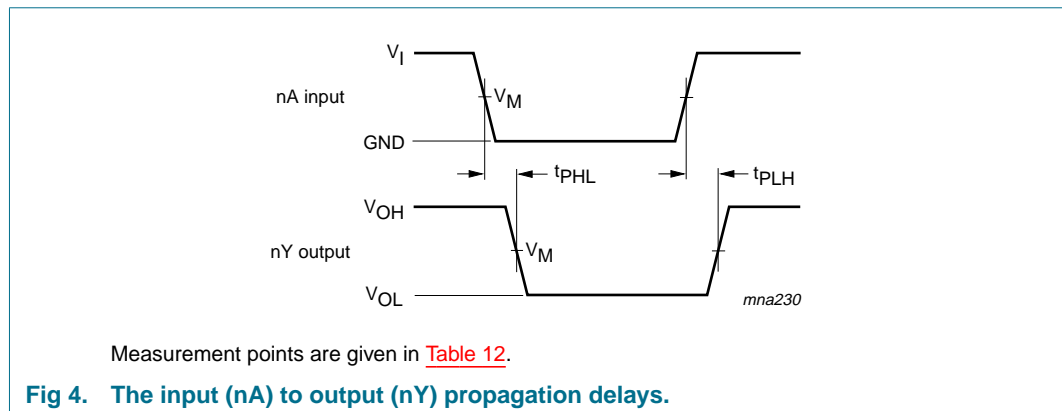 VI
nA input
VM
GND
tPHL
tPLH
VOH
nY output
VM
VOL
mna230
Measurement points are given in Table 12.
Fig 4. The input (nA) to output (nY) propagation delays.